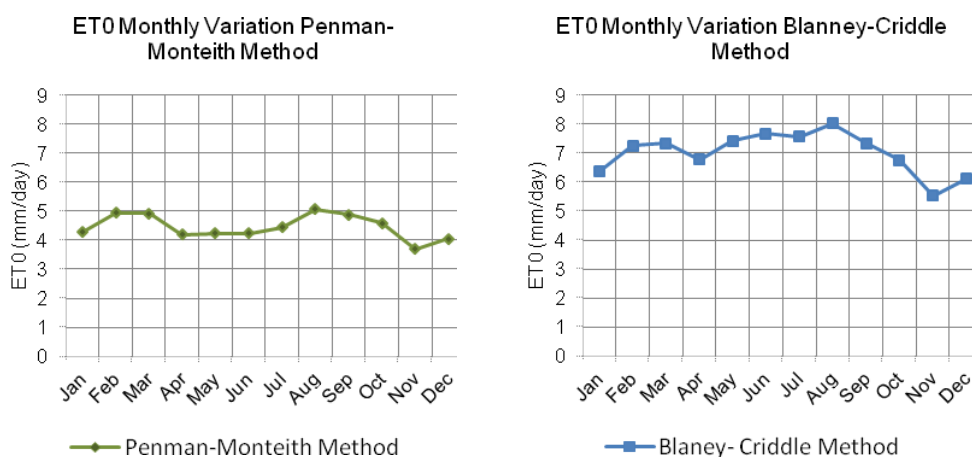 ET0 Monthly Variation Penman-
Monteith Method
ET0 (mm/day)
9
8
7
6
5
4
3
2
1
0
Jan Feb Mar Apr May Jun Jul Aug Sep Oct Nov Dec
Penman-Monteith Method
ET0 Monthly Variation Blanney-Criddle
Method
ET0 (mm/day)
9
8
7
6
5
4
3
2
1
0
Jan Feb Mar Apr May Jun Jul Aug Sep Oct Nov Dec
Blaney- Criddle Method